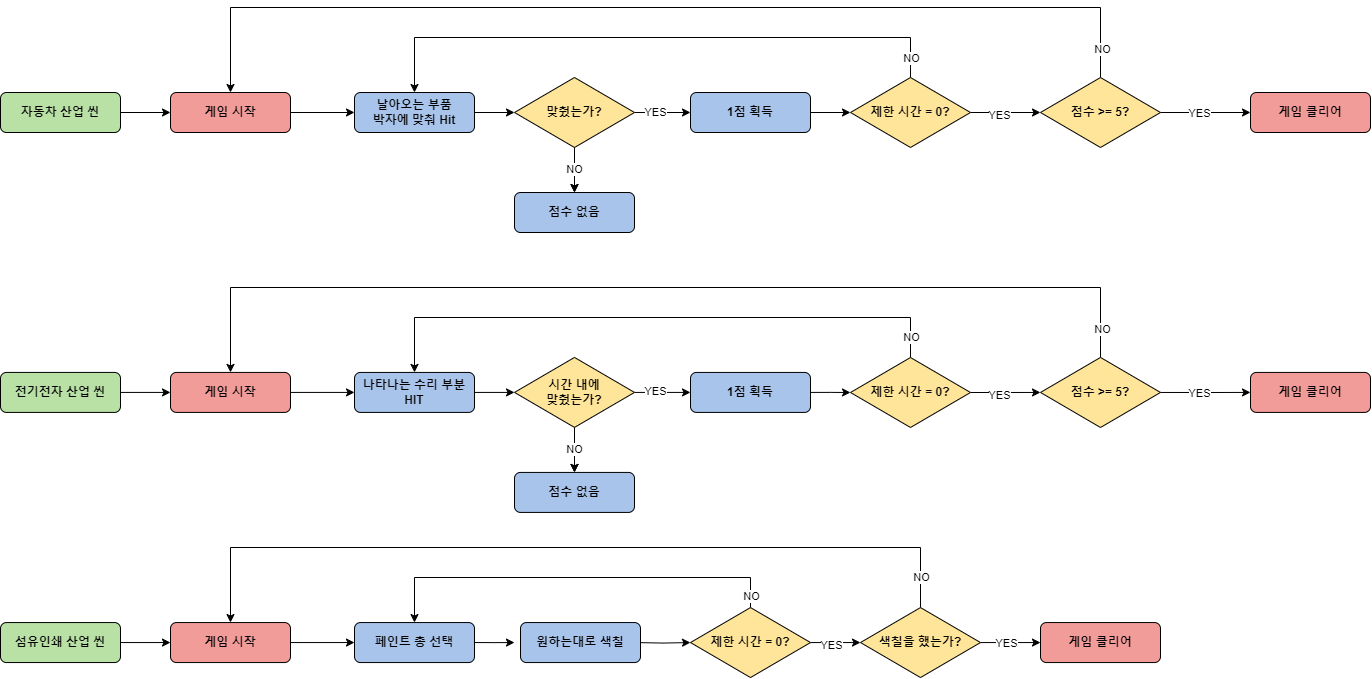 NO
NO
자동차 산업 씬
게임 시작
날아오는 부품
박자에 맞춰 Hit
맞췄는가?
YES
1점 획득
제한 시간 = 0?
YES
점수 >= 5?
YES
게임 클리어
NO
점수 없음
NO
NO
전기전자 산업 씬
게임 시작
나타나는 수리 부분
HIT
시간 내에
맞췄는가?
YES
1점 획득
제한 시간 = 0?
YES
점수 >= 5?
YES
게임 클리어
NO
점수 없음
NO
NO
섬유인쇄 산업 씬
게임 시작
페인트 총 선택
원하는대로 색칠
제한 시간 = 0?
YES
색칠을 했는가?
YES
게임 클리어